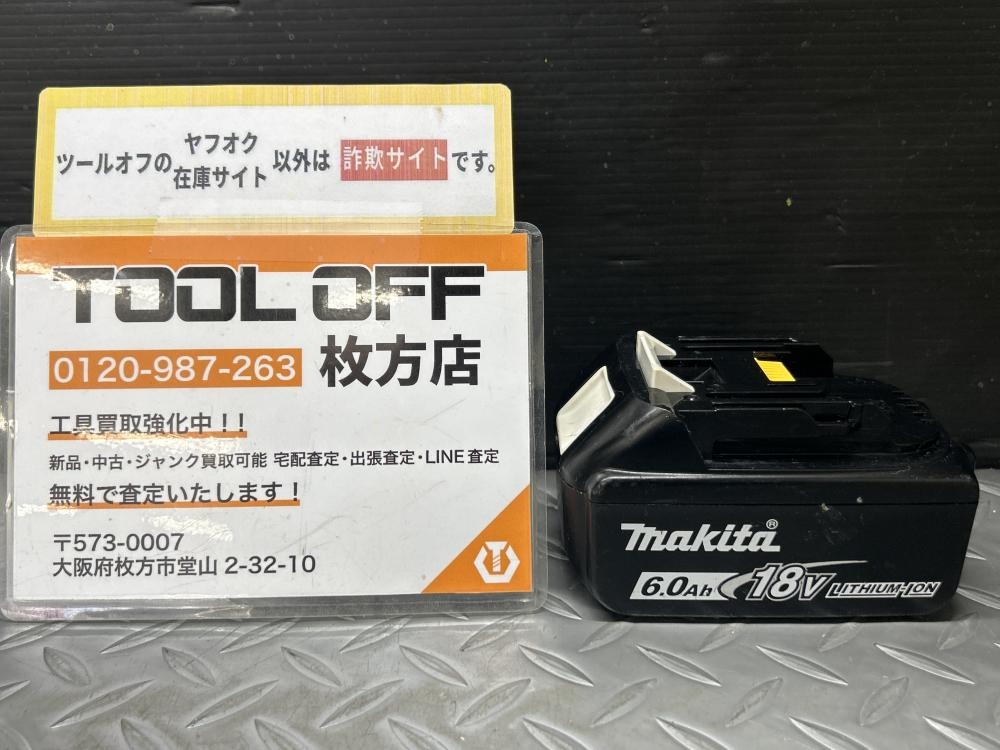 ツールオフの ヤフオク 在庫サイト 以外は 詐欺サイト です。
TOOL OFF
0120-987-263 枚方店
工具買取強化中！！
新品・中古・ジャンク買取可能 宅配査定・出張査定・LINE査定
無料で査定いたします！
〒573-0007
大阪府枚方市堂山 2-32-10
makita®
6.0Ah 18V LITHIUM-ION